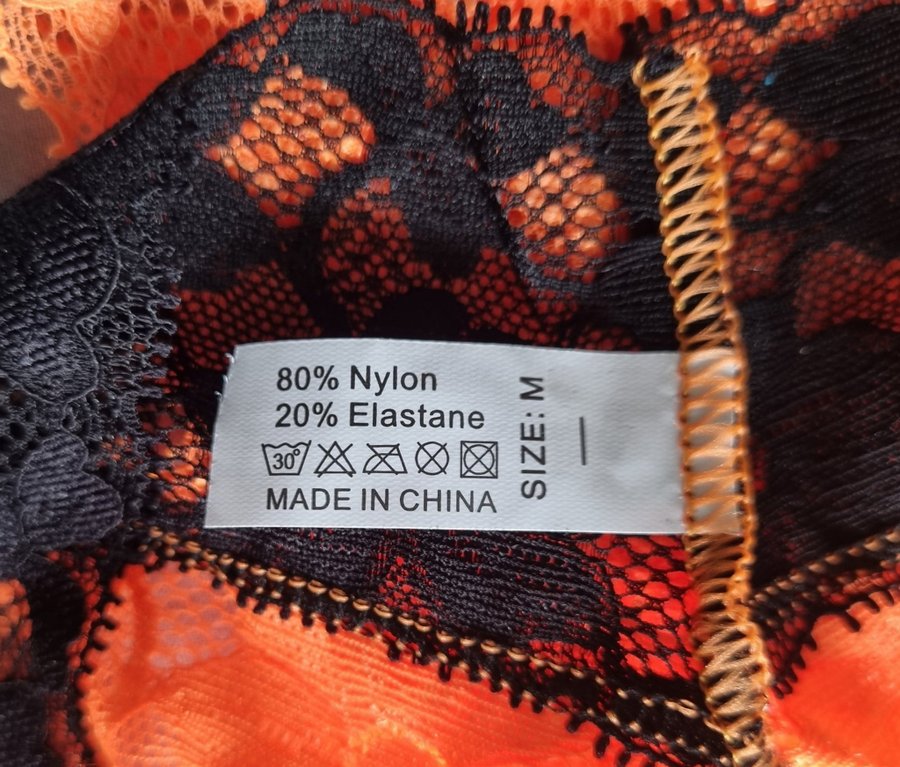 80% Nylon
20% Elastane
30°
MADE IN CHINA
SIZE: M